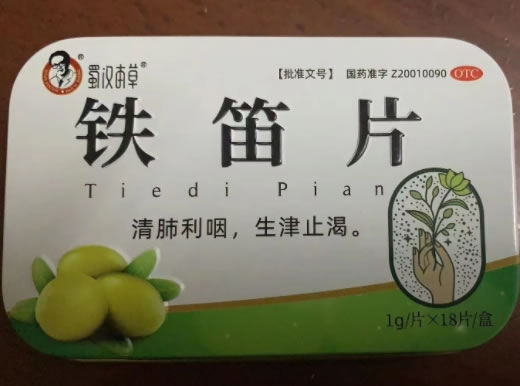 蜀汉本草®
【批准文号】 国药准字 Z20010090 OTC
铁笛片
Tiedi Pian
清肺利咽，生津止渴。
1g/片×18片/盒